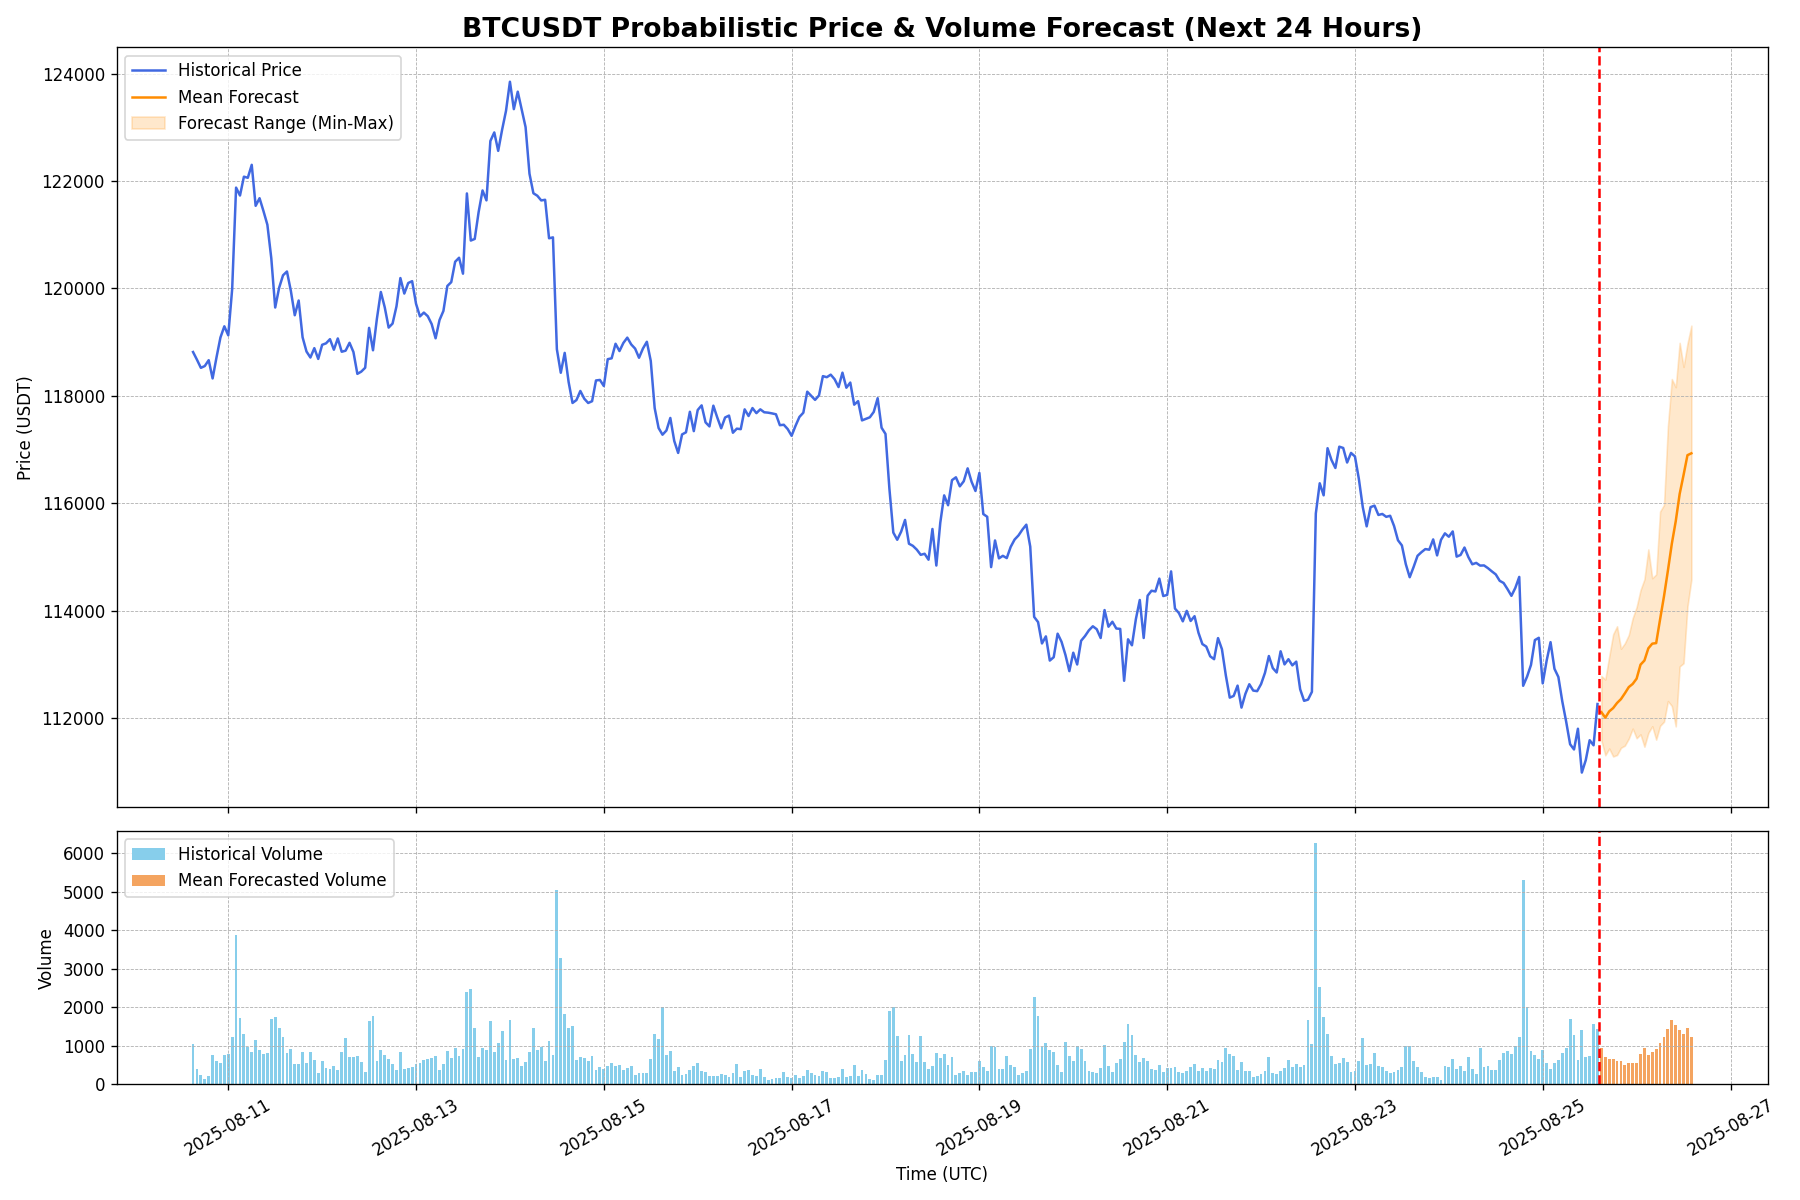 BTCUSDT Probabilistic Price & Volume Forecast (Next 24 Hours)
Historical Price
Mean Forecast
Forecast Range (Min-Max)
124000
122000
120000
118000
116000
114000
112000
Price (USDT)
Historical Volume
Mean Forecasted Volume
6000
5000
4000
3000
2000
1000
0
Volume
2025-08-11
2025-08-13
2025-08-15
2025-08-17
2025-08-19
2025-08-21
2025-08-23
2025-08-25
2025-08-27
Time (UTC)